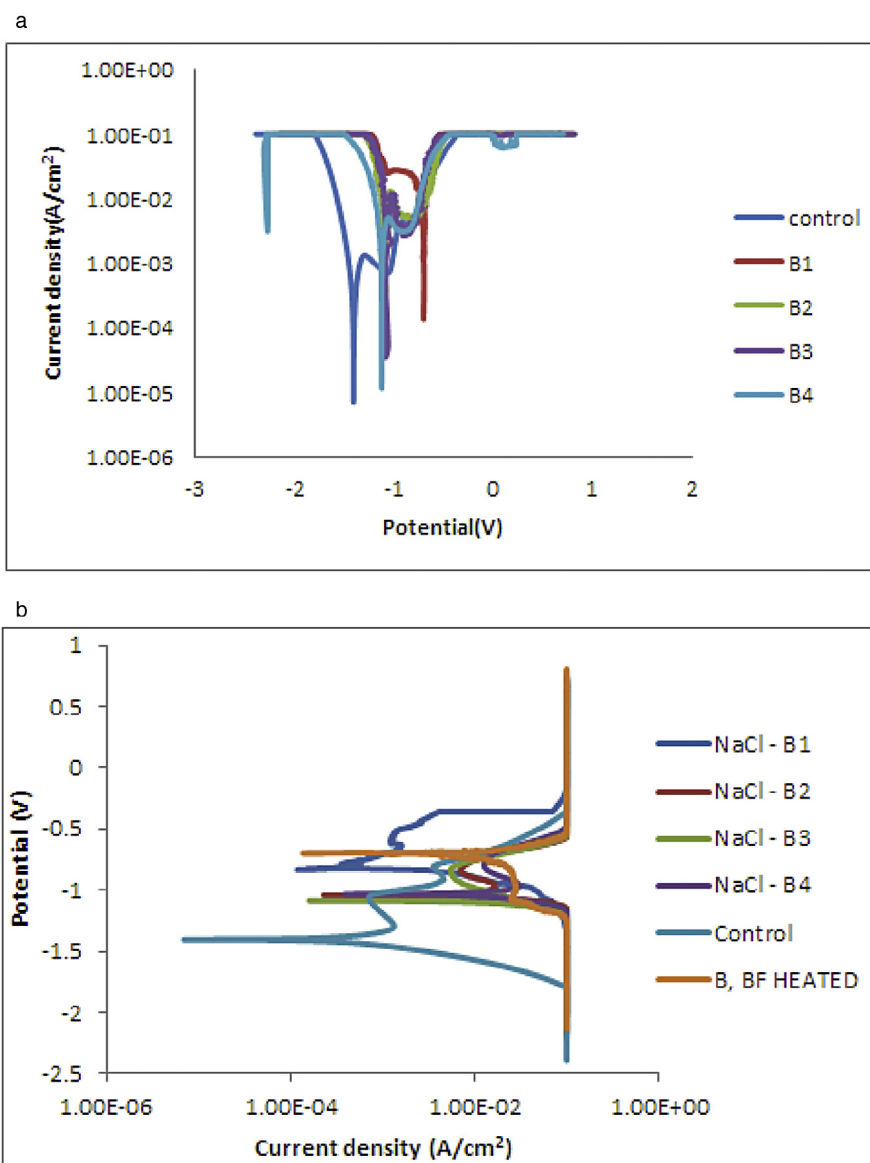 a
1.00E+00
1.00E-01
1.00E-02
1.00E-03
1.00E-04
1.00E-05
1.00E-06
Current density(A/cm²)
-3 -2 -1 0 1 2
Potential(V)
control
B1
B2
B3
B4
b
1
0.5
0
-0.5
-1
-1.5
-2
-2.5
Potential (V)
1.00E-06 1.00E-04 1.00E-02 1.00E+00
Current density (A/cm²)
NaCl - B1
NaCl - B2
NaCl - B3
NaCl - B4
Control
B, BF HEATED